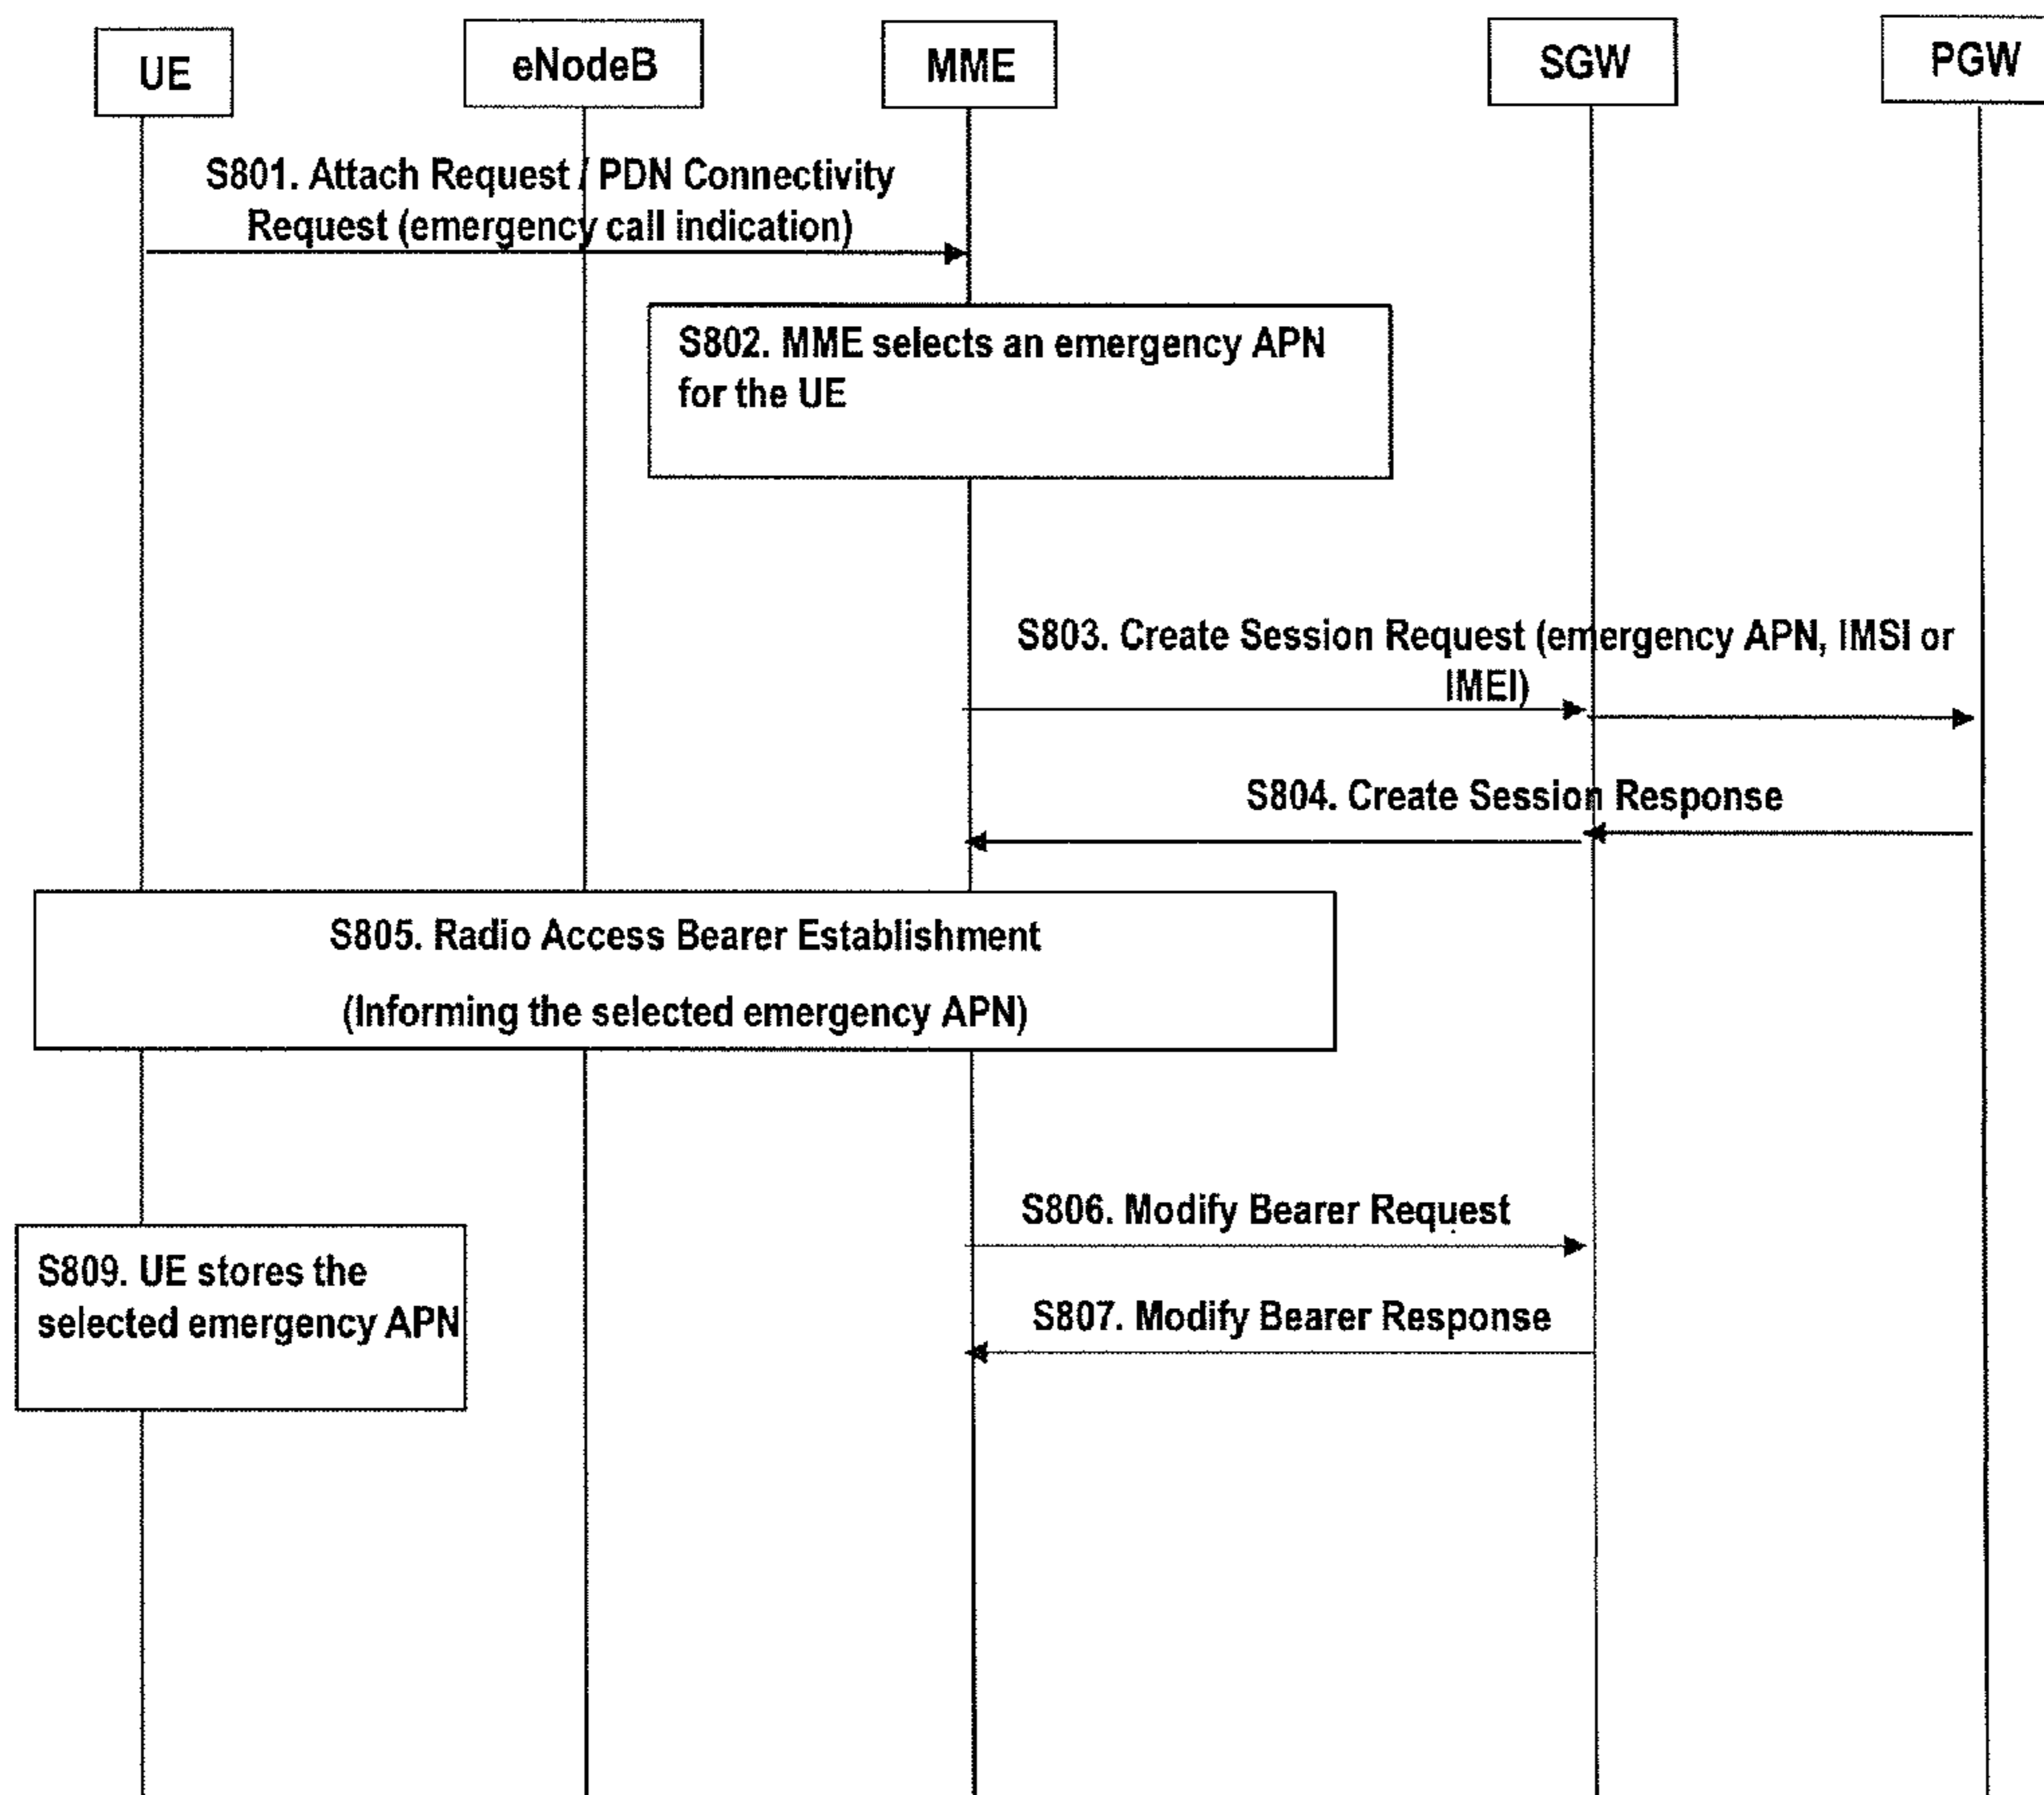 UE
eNodeB
MME
SGW
PGW
S801. Attach Request / PDN Connectivity
Request (emergency call indication)
S802. MME selects an emergency APN
for the UE
S803. Create Session Request (emergency APN, IMSI or
IMEI)
S804. Create Session Response
S805. Radio Access Bearer Establishment
(Informing the selected emergency APN)
S806. Modify Bearer Request
S809. UE stores the
selected emergency APN
S807. Modify Bearer Response